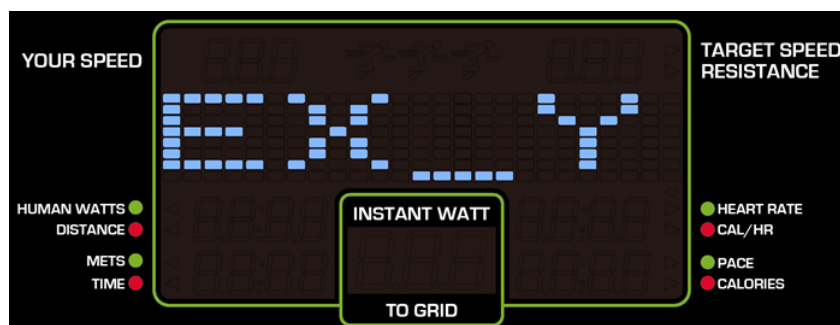 YOUR SPEED
TARGET SPEED
RESISTANCE
EX_Y
HUMAN WATTS
DISTANCE
METS
TIME
INSTANT WATT
TO GRID
HEART RATE
CAL/HR
PACE
CALORIES